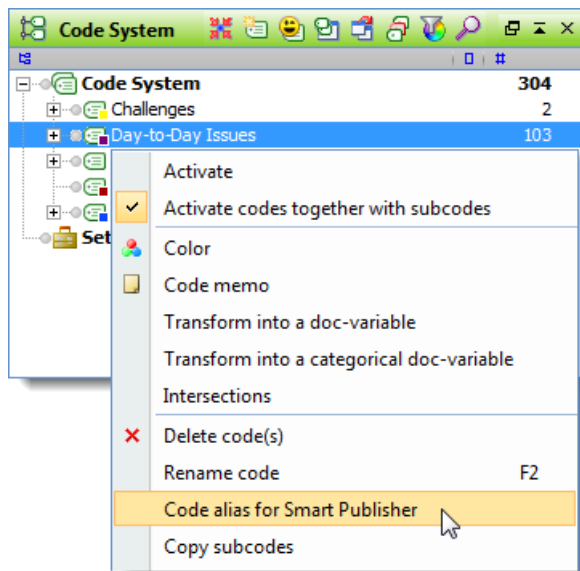 Code System
#
Code System 304
Challenges 2
Day-to-Day Issues 103
Set
Activate
Activate codes together with subcodes
Color
Code memo
Transform into a doc-variable
Transform into a categorical doc-variable
Intersections
Delete code(s)
Rename code F2
Code alias for Smart Publisher
Copy subcodes